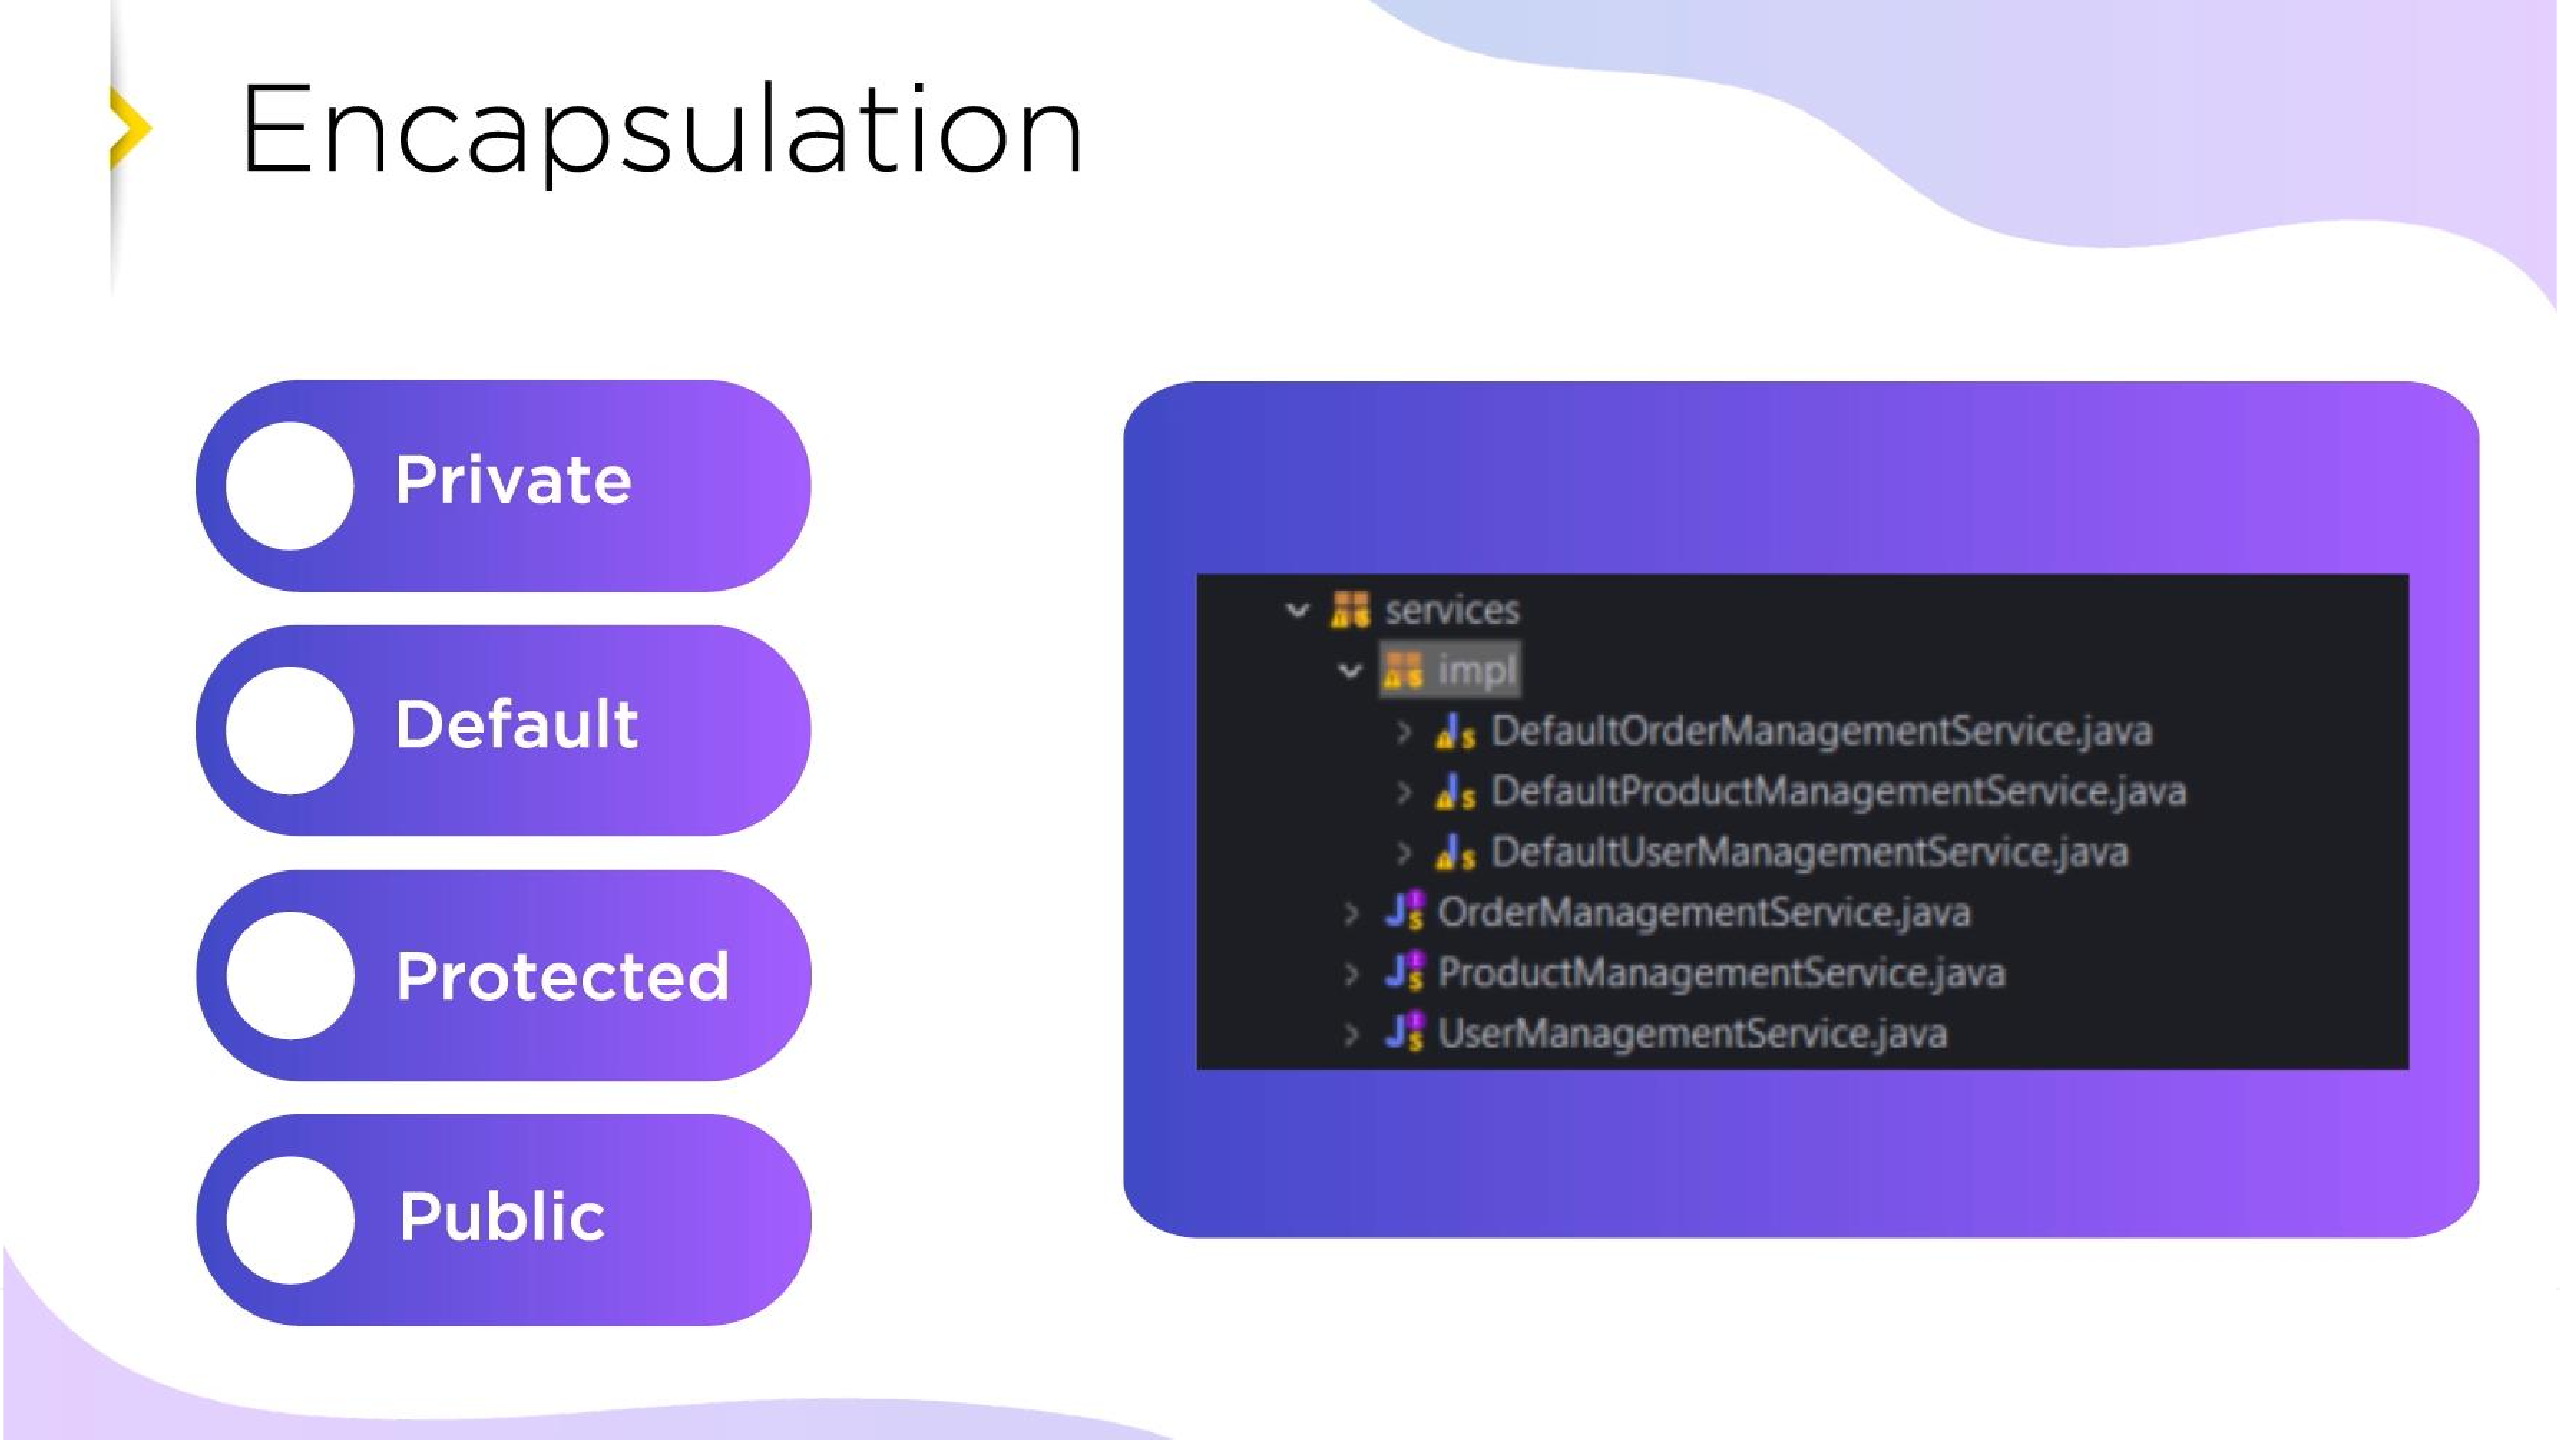 Encapsulation
Private
Default
Protected
Public
services
impl
DefaultOrderManagementService.java
DefaultProductManagementService.java
DefaultUserManagementService.java
OrderManagementService.java
ProductManagementService.java
UserManagementService.java